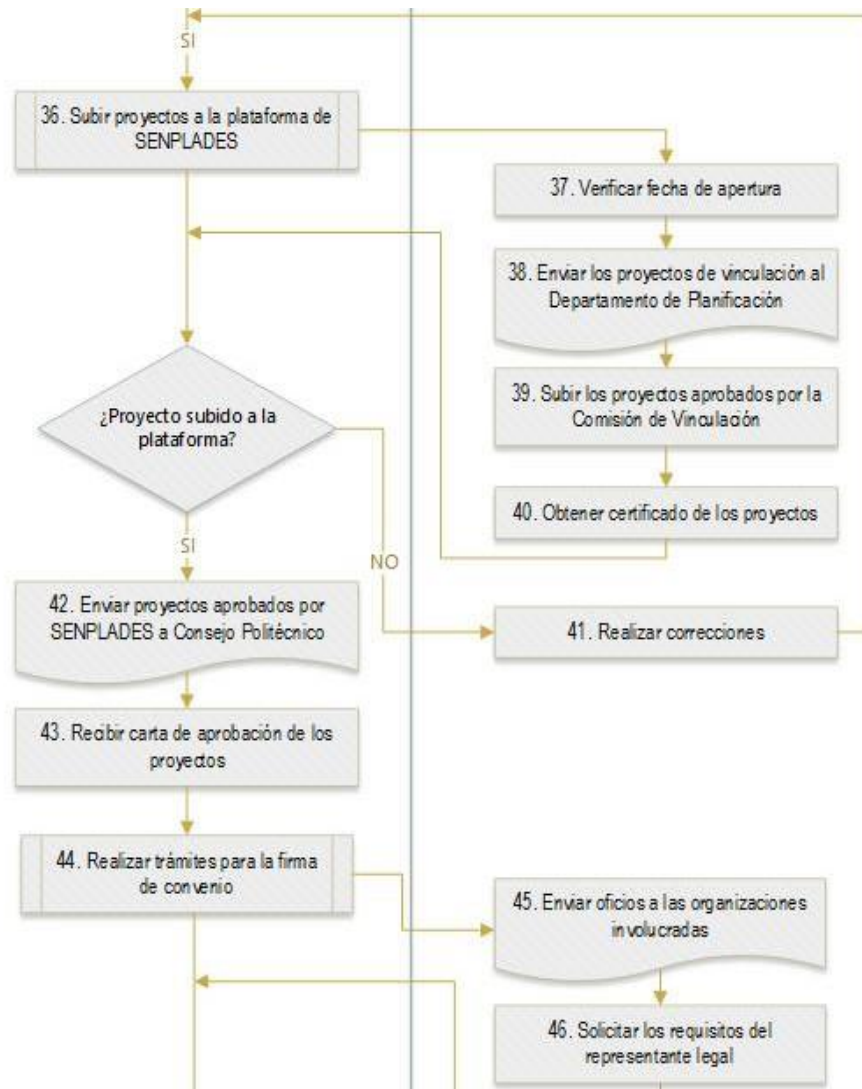 SI
36. Subir proyectos a la plataforma de
SENPLADES
37. Verificar fecha de apertura
38. Enviar los proyectos de vinculación al
Departamento de Planificación
39. Subir los proyectos aprobados por la
Comisión de Vinculación
¿Proyecto subido a la
plataforma?
40. Obtener certificado de los proyectos
SI
NO
42. Enviar proyectos aprobados por
SENPLADES a Consejo Politécnico
41. Realizar correcciones
43. Recibir carta de aprobación de los
proyectos
44. Realizar trámites para la firma
de convenio
45. Enviar oficios a las organizaciones
involucradas
46. Solicitar los requisitos del
representante legal